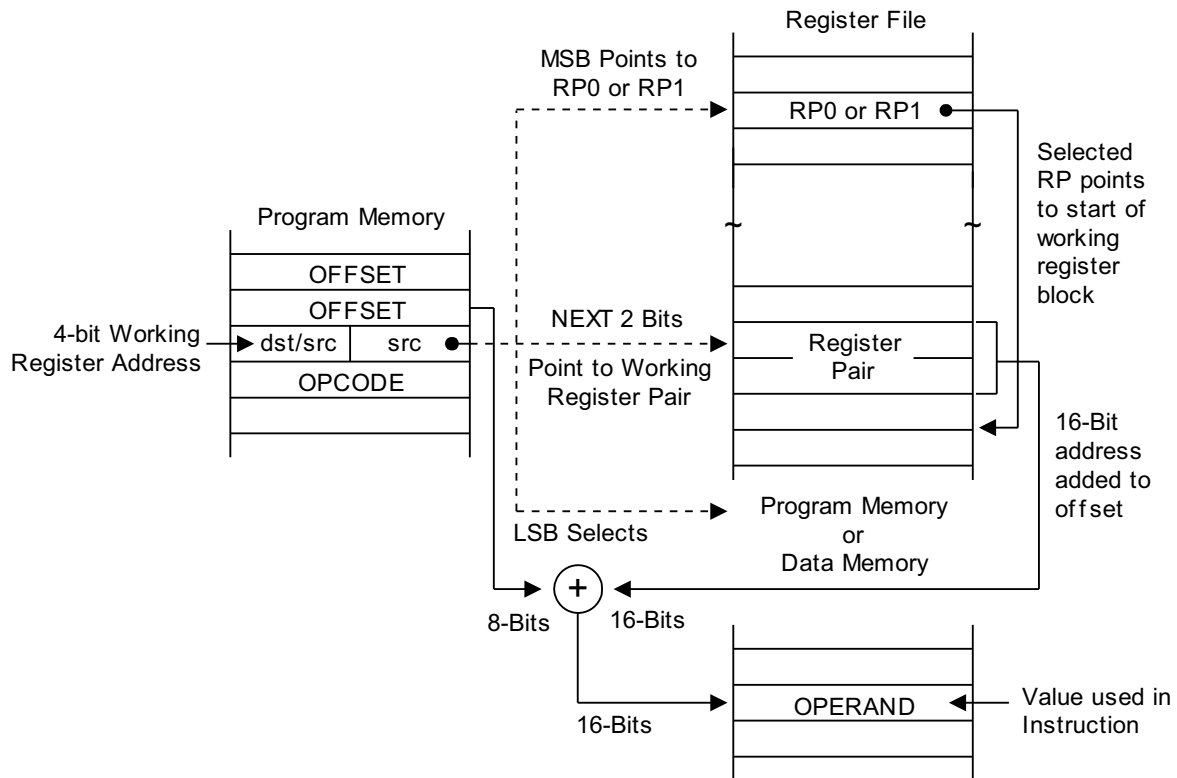 Register File
MSB Points to
RP0 or RP1
RP0 or RP1
Selected
RP points
to start of
working
register
block
~
~
Program Memory
OFFSET
OFFSET
4-bit Working
Register Address
dst/src
src
OPCODE
NEXT 2 Bits
Point to Working
Register Pair
Register
Pair
16-Bit
address
added to
offset
LSB Selects
Program Memory
or
Data Memory
+
8-Bits
16-Bits
16-Bits
OPERAND
Value used in
Instruction